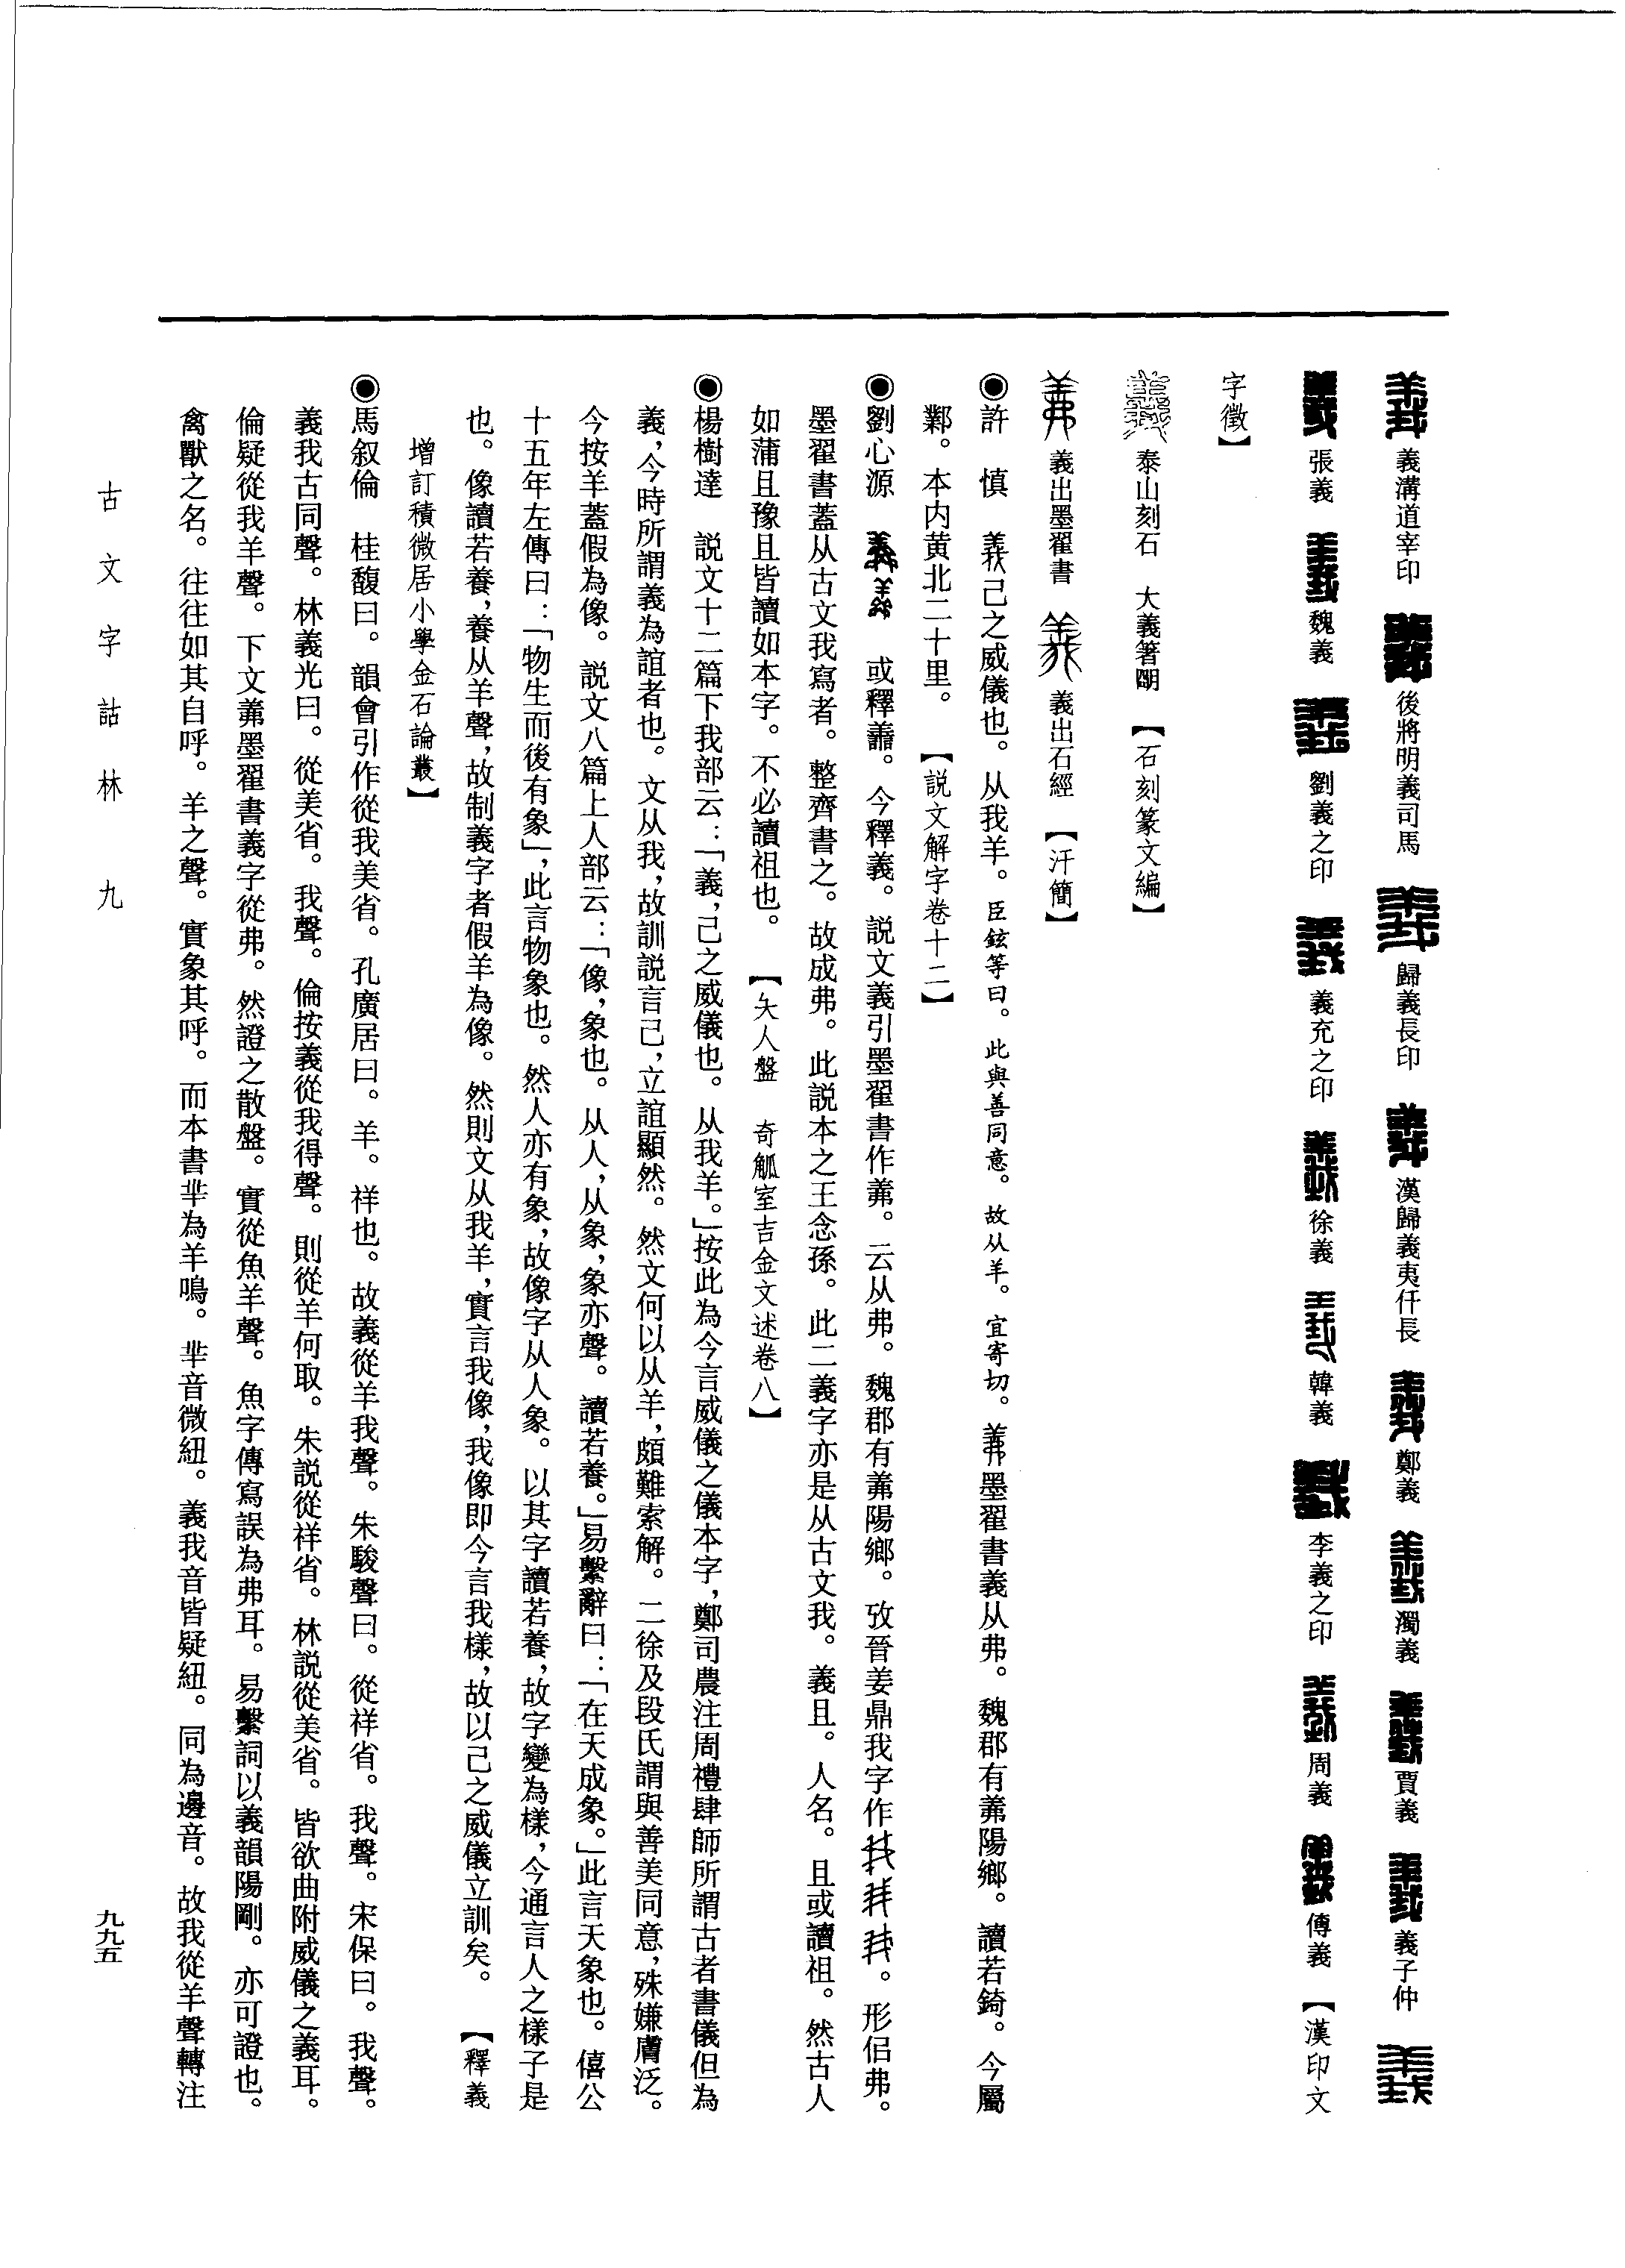 義溝道宰印　後將明義司馬　歸義長印　漢歸義夷仟長　鄭義　濁義　賈義　義子仲
張義　魏義　劉義之印　義充之印　徐義　韓義　李義之印　周義　傅義　【漢印文
字徵】
泰山刻石　大義箸明　【石刻篆文編】
義出墨翟書　義出石經　【汗簡】
◉許　慎　己之威儀也。从我羊。臣鉉等曰。此與善同意。故从羊。宜寄切。墨翟書義从弗。魏郡有羛陽鄉。讀若錡。今屬
鄴。本内黄北二十里。【説文解字卷十二】
◉劉心源　或釋譱。今釋義。説文義引墨翟書作羛。云从弗。魏郡有羛陽鄉。攷晉姜鼎我字作。形侣弗。
墨翟書蓋从古文我寫者。整齊書之。故成弗。此説本之王念孫。此二義字亦是从古文我。義且。人名。且或讀祖。然古人
如蒲且豫且皆讀如本字。不必讀祖也。【夨人盤　奇觚室吉金文述卷八】
◉楊樹達　説文十二篇下我部云：「義，己之威儀也。从我羊。」按此為今言威儀之儀本字，鄭司農注周禮肆師所謂古者書儀但為
義，今時所謂義為誼者也。文从我，故訓説言己，立誼顯然。然文何以从羊，頗難索解。二徐及段氏謂與善美同意，殊嫌膚泛。
今按羊蓋假為像。説文八篇上人部云：「像，象也。从人，从象，象亦聲。讀若養。」易繫辭曰：「在天成象。」此言天象也。僖公
十五年左傳曰：「物生而後有象」，此言物象也。然人亦有象，故像字从人象。以其字讀若養，故字變為樣，今通言人之樣子是
也。像讀若養，養从羊聲，故制義字者假羊為像。然則文从我羊，實言我像，我像即今言我樣，故以己之威儀立訓矣。【釋義
增訂積微居小學金石論叢】
◉馬叙倫　桂馥曰。韻會引作從我美省。孔廣居曰。羊。祥也。故義從羊我聲。朱駿聲曰。從祥省。我聲。宋保曰。我聲。
義我古同聲。林義光曰。從美省。我聲。倫按義從我得聲。則從羊何取。朱説從祥省。林説從美省。皆欲曲附威儀之義耳。
倫疑從我羊聲。下文羛墨翟書義字從弗。然證之散盤。實從魚羊聲。魚字傳寫誤為弗耳。易繫詞以義韻陽剛。亦可證也。
禽獸之名。往往如其自呼。羊之聲。實象其呼。而本書羋為羊鳴。羋音微紐。義我音皆疑紐。同為邊音。故我從羊聲轉注
古文字詁林　九
九九五